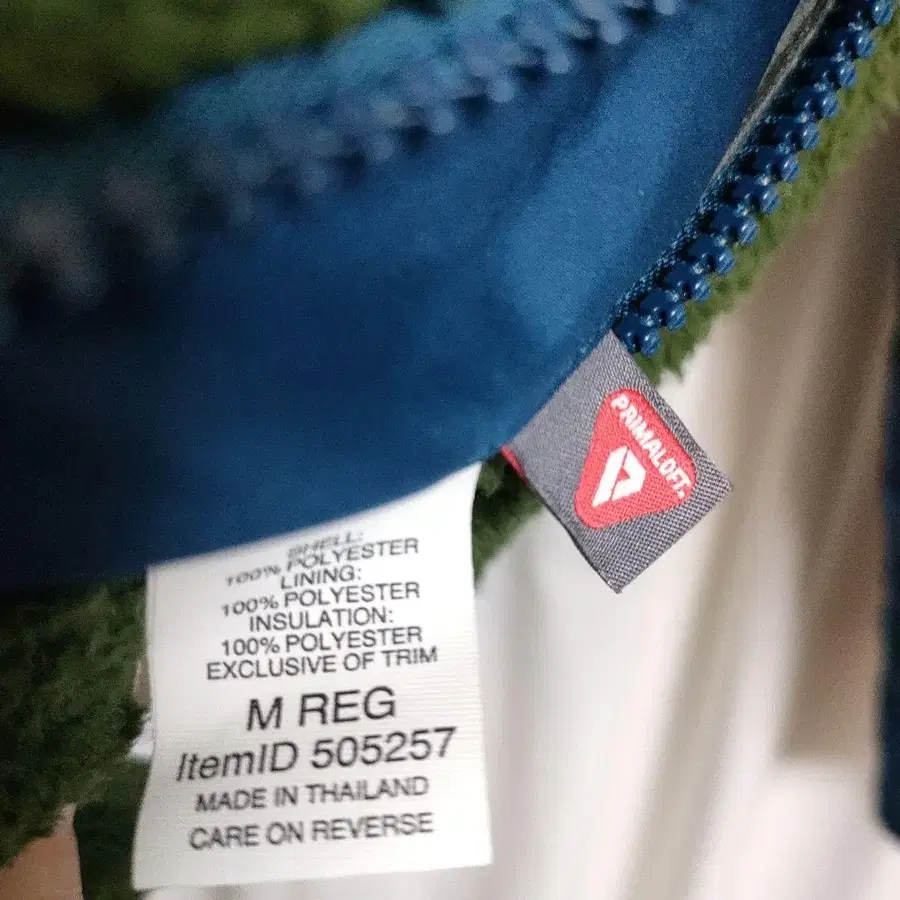 PRIMALOFT®
SHELL:
100% POLYESTER
LINING:
100% POLYESTER
INSULATION:
100% POLYESTER
EXCLUSIVE OF TRIM
M REG
ItemID 505257
MADE IN THAILAND
CARE ON REVERSE